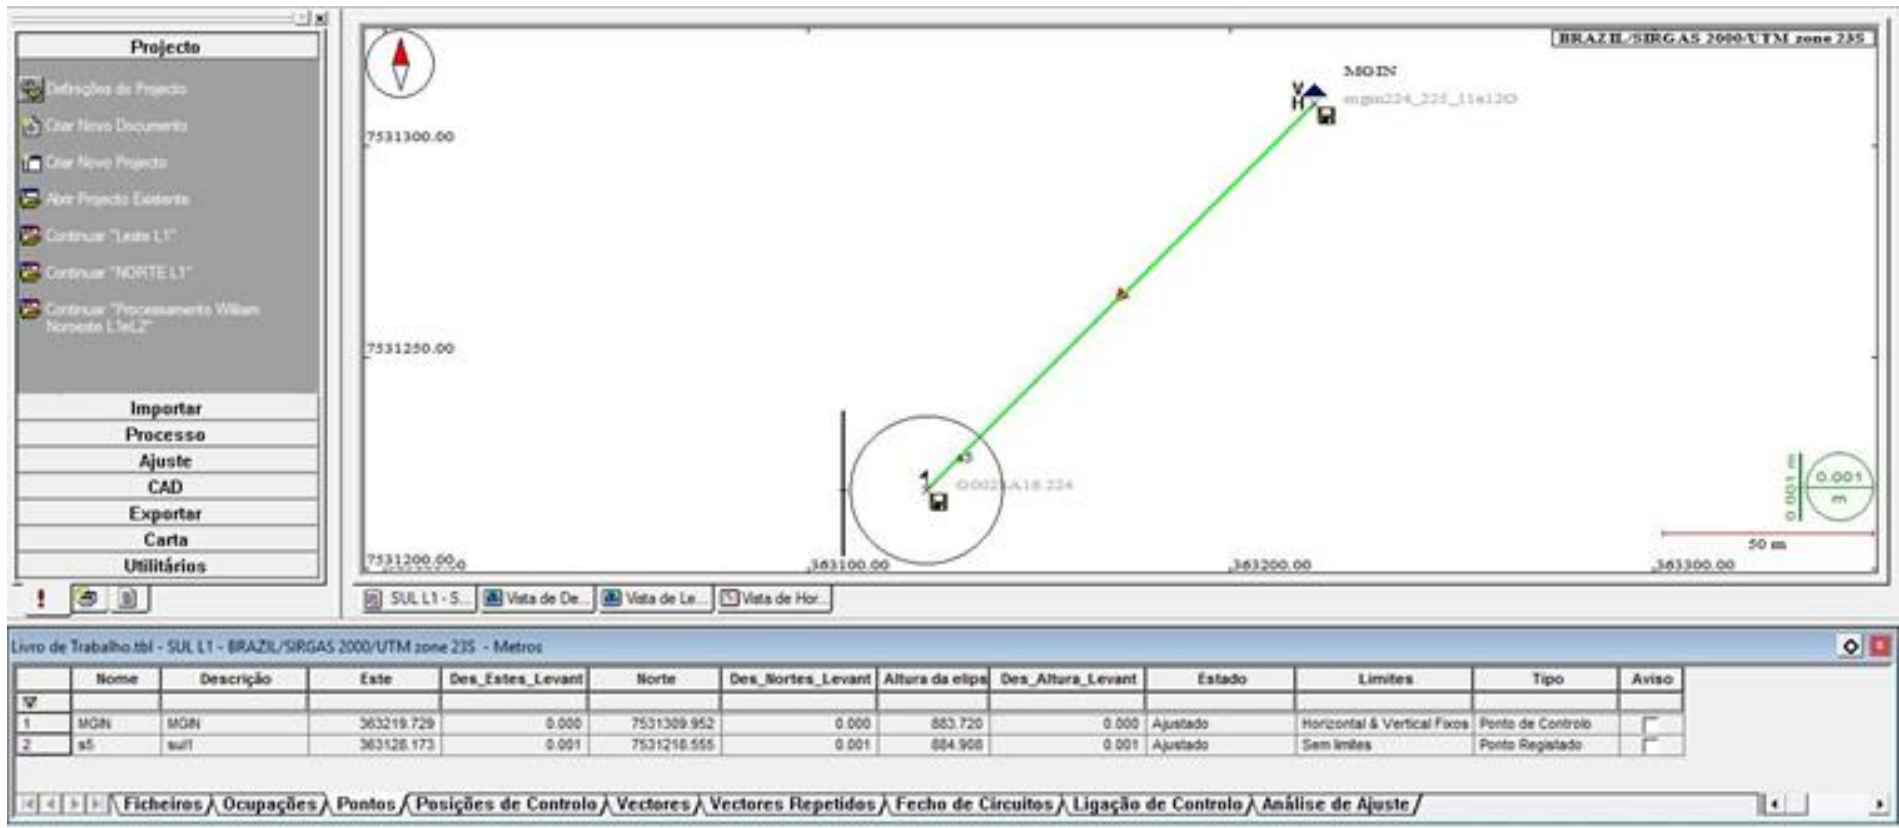 Projecto
Definições do Projecto
Criar Novo Documento
Criar Novo Projecto
Abrir Projecto Existente
Continuar "Leste L1"
Continuar "NORTE L1"
Continuar "Processamento Wiliam
Noroeste L1eL2"
Importar
Processo
Ajuste
CAD
Exportar
Carta
Utilitários
BRAZIL/SIRGAS 2000/UTM zone 23S
MGIN
V
H
7531300.00
7531250.00
s5
0.001 m
0.001
m
50 m
7531200.00
363100.00
363200.00
363300.00
SUL L1 - S...
Vista de De...
Vista de Le...
Vista de Hor...
Livro de Trabalho.tbl - SUL L1 - BRAZIL/SIRGAS 2000/UTM zone 23S - Metros
Nome Descrição Este Des_Estes_Levant Norte Des_Nortes_Levant Altura da elips Des_Altura_Levant Estado Limites Tipo Aviso
1 MGIN MGIN 363219.729 0.000 7531309.952 0.000 883.720 0.000 Ajustado Horizontal & Vertical Fixos Ponto de Controlo
2 s5 sul1 363128.173 0.001 7531218.555 0.001 884.908 0.001 Ajustado Sem limites Ponto Registado
Ficheiros Ocupações Pontos Posições de Controlo Vectores Vectores Repetidos Fecho de Circuitos Ligação de Controlo Análise de Ajuste